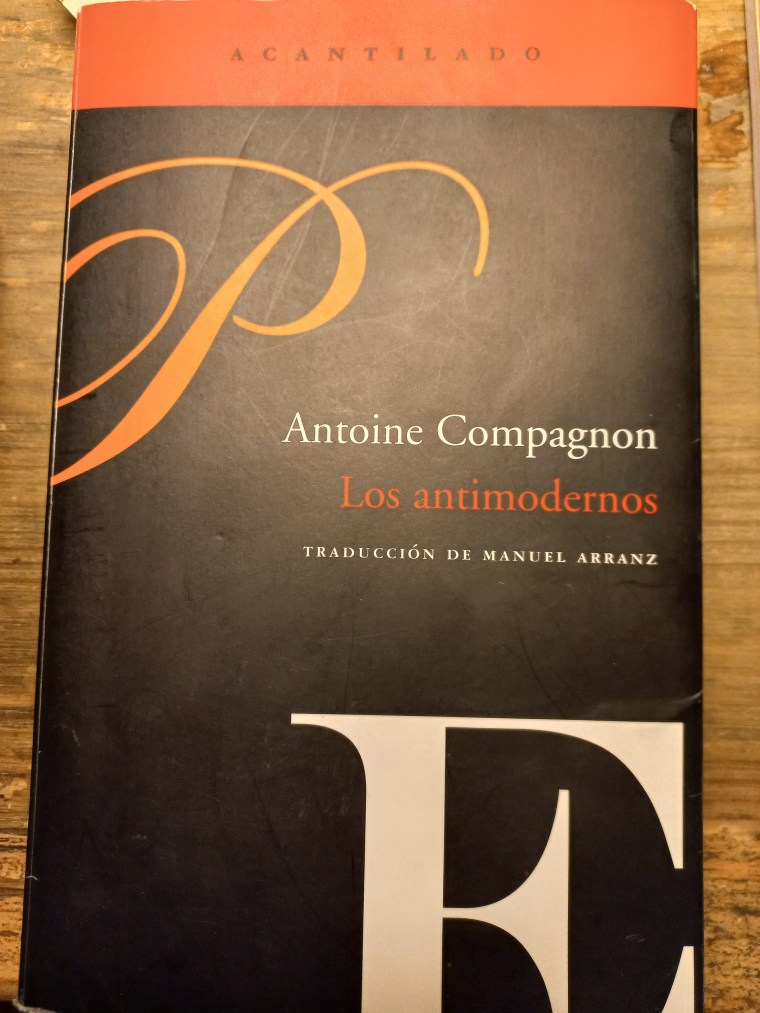 ACANTILADO
P
Antoine Compagnon
Los antimodernos
TRADUCCIÓN DE MANUEL ARRANZ
E